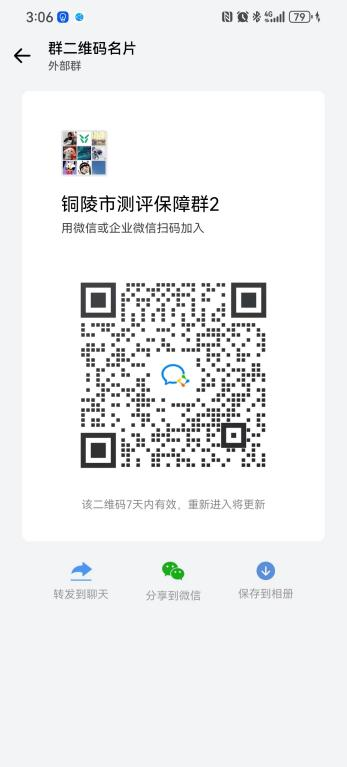 3:06
4G
79
群二维码名片
外部群
铜陵市测评保障群2
用微信或企业微信扫码加入
该二维码7天内有效，重新进入将更新
转发到聊天
分享到微信
保存到相册